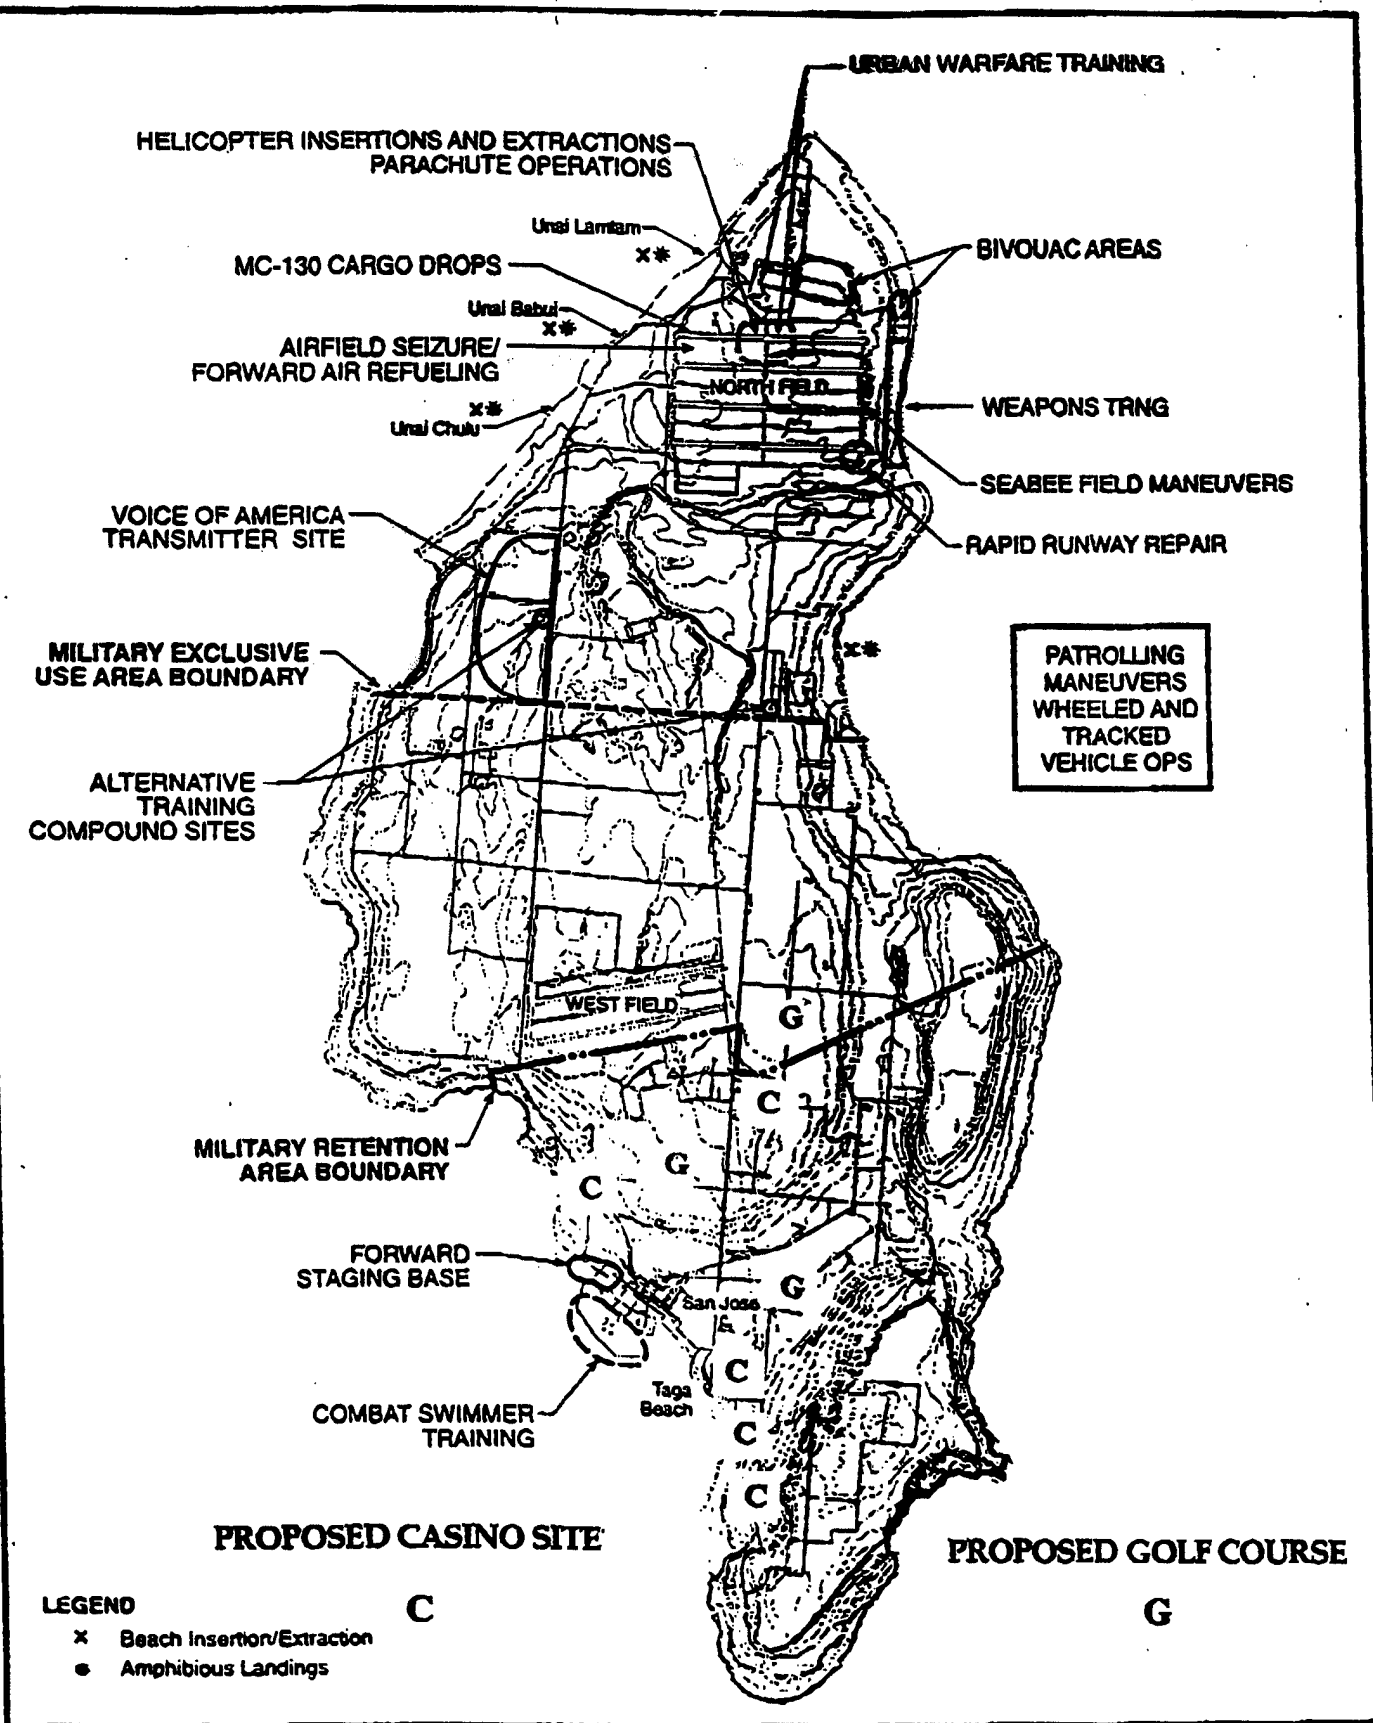 URBAN WARFARE TRAINING
HELICOPTER INSERTIONS AND EXTRACTIONS
PARACHUTE OPERATIONS
Unai Lamlam
BIVOUAC AREAS
MC-130 CARGO DROPS
Unai Babui
AIRFIELD SEIZURE/
FORWARD AIR REFUELING
NORTH FIELD
WEAPONS TRNG
Unai Chulu
SEABEE FIELD MANEUVERS
VOICE OF AMERICA
TRANSMITTER SITE
RAPID RUNWAY REPAIR
MILITARY EXCLUSIVE
USE AREA BOUNDARY
PATROLLING
MANEUVERS
WHEELED AND
TRACKED
VEHICLE OPS
ALTERNATIVE
TRAINING
COMPOUND SITES
WEST FIELD
G
C
MILITARY RETENTION
AREA BOUNDARY
G
C
FORWARD
STAGING BASE
G
San Jose
C
Taga
Beach
COMBAT SWIMMER
TRAINING
C
C
PROPOSED CASINO SITE
C
PROPOSED GOLF COURSE
G
LEGEND
x Beach Insertion/Extraction
● Amphibious Landings